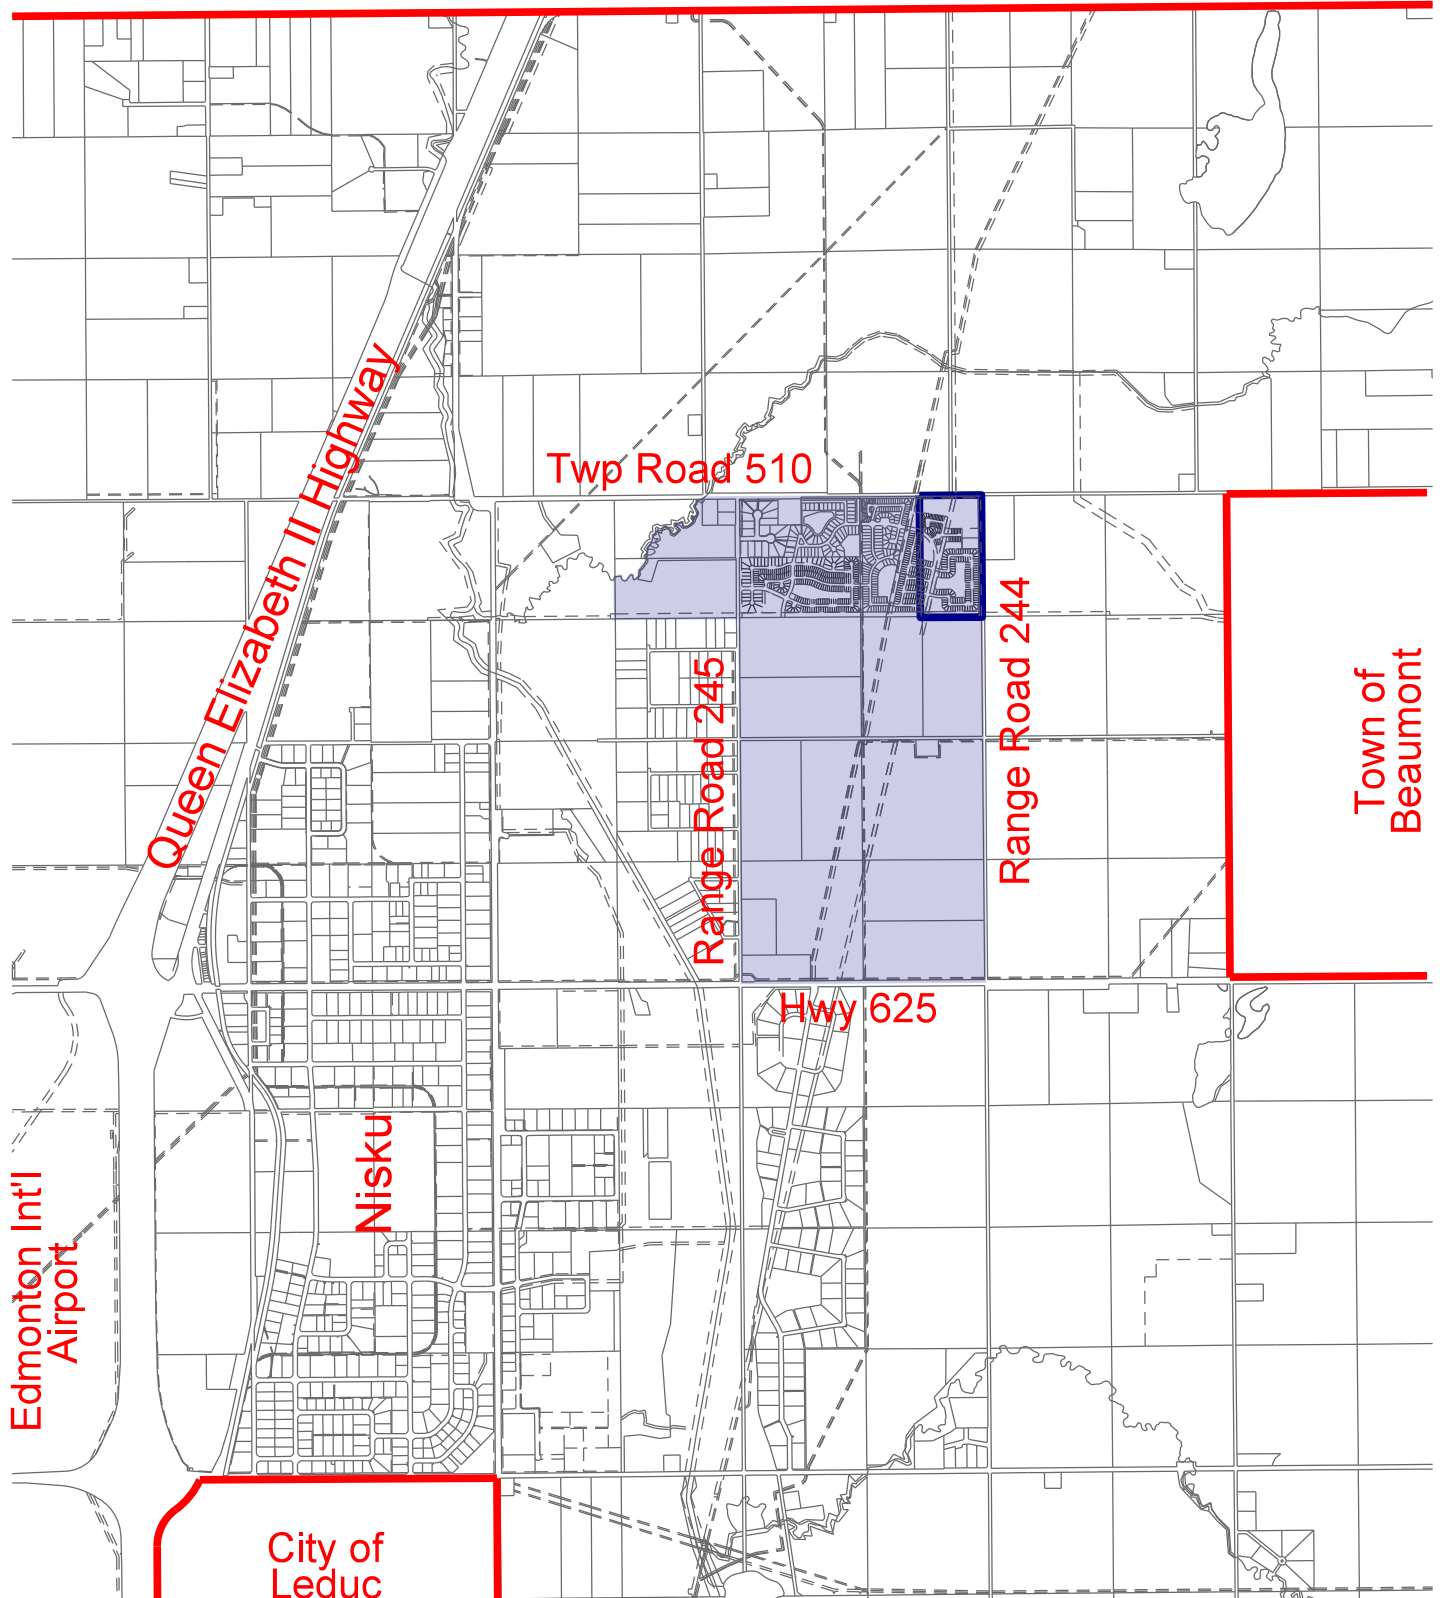 Queen Elizabeth II Highway
Twp Road 510
Range Road 245
Range Road 244
Town of
Beaumont
Hwy 625
Nisku
Edmonton Int'l
Airport
City of
Leduc